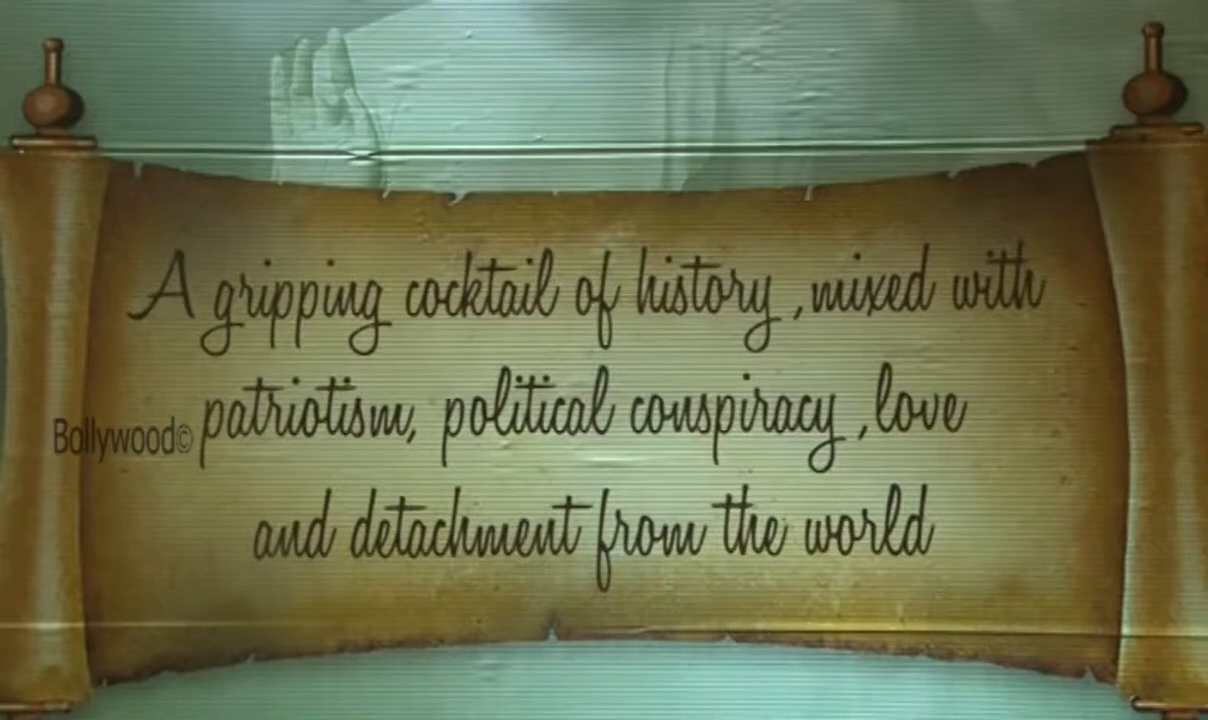 A gripping cocktail of history ,mixed with
patriotism, political conspiracy ,love
and detachment from the world
Bollywood©